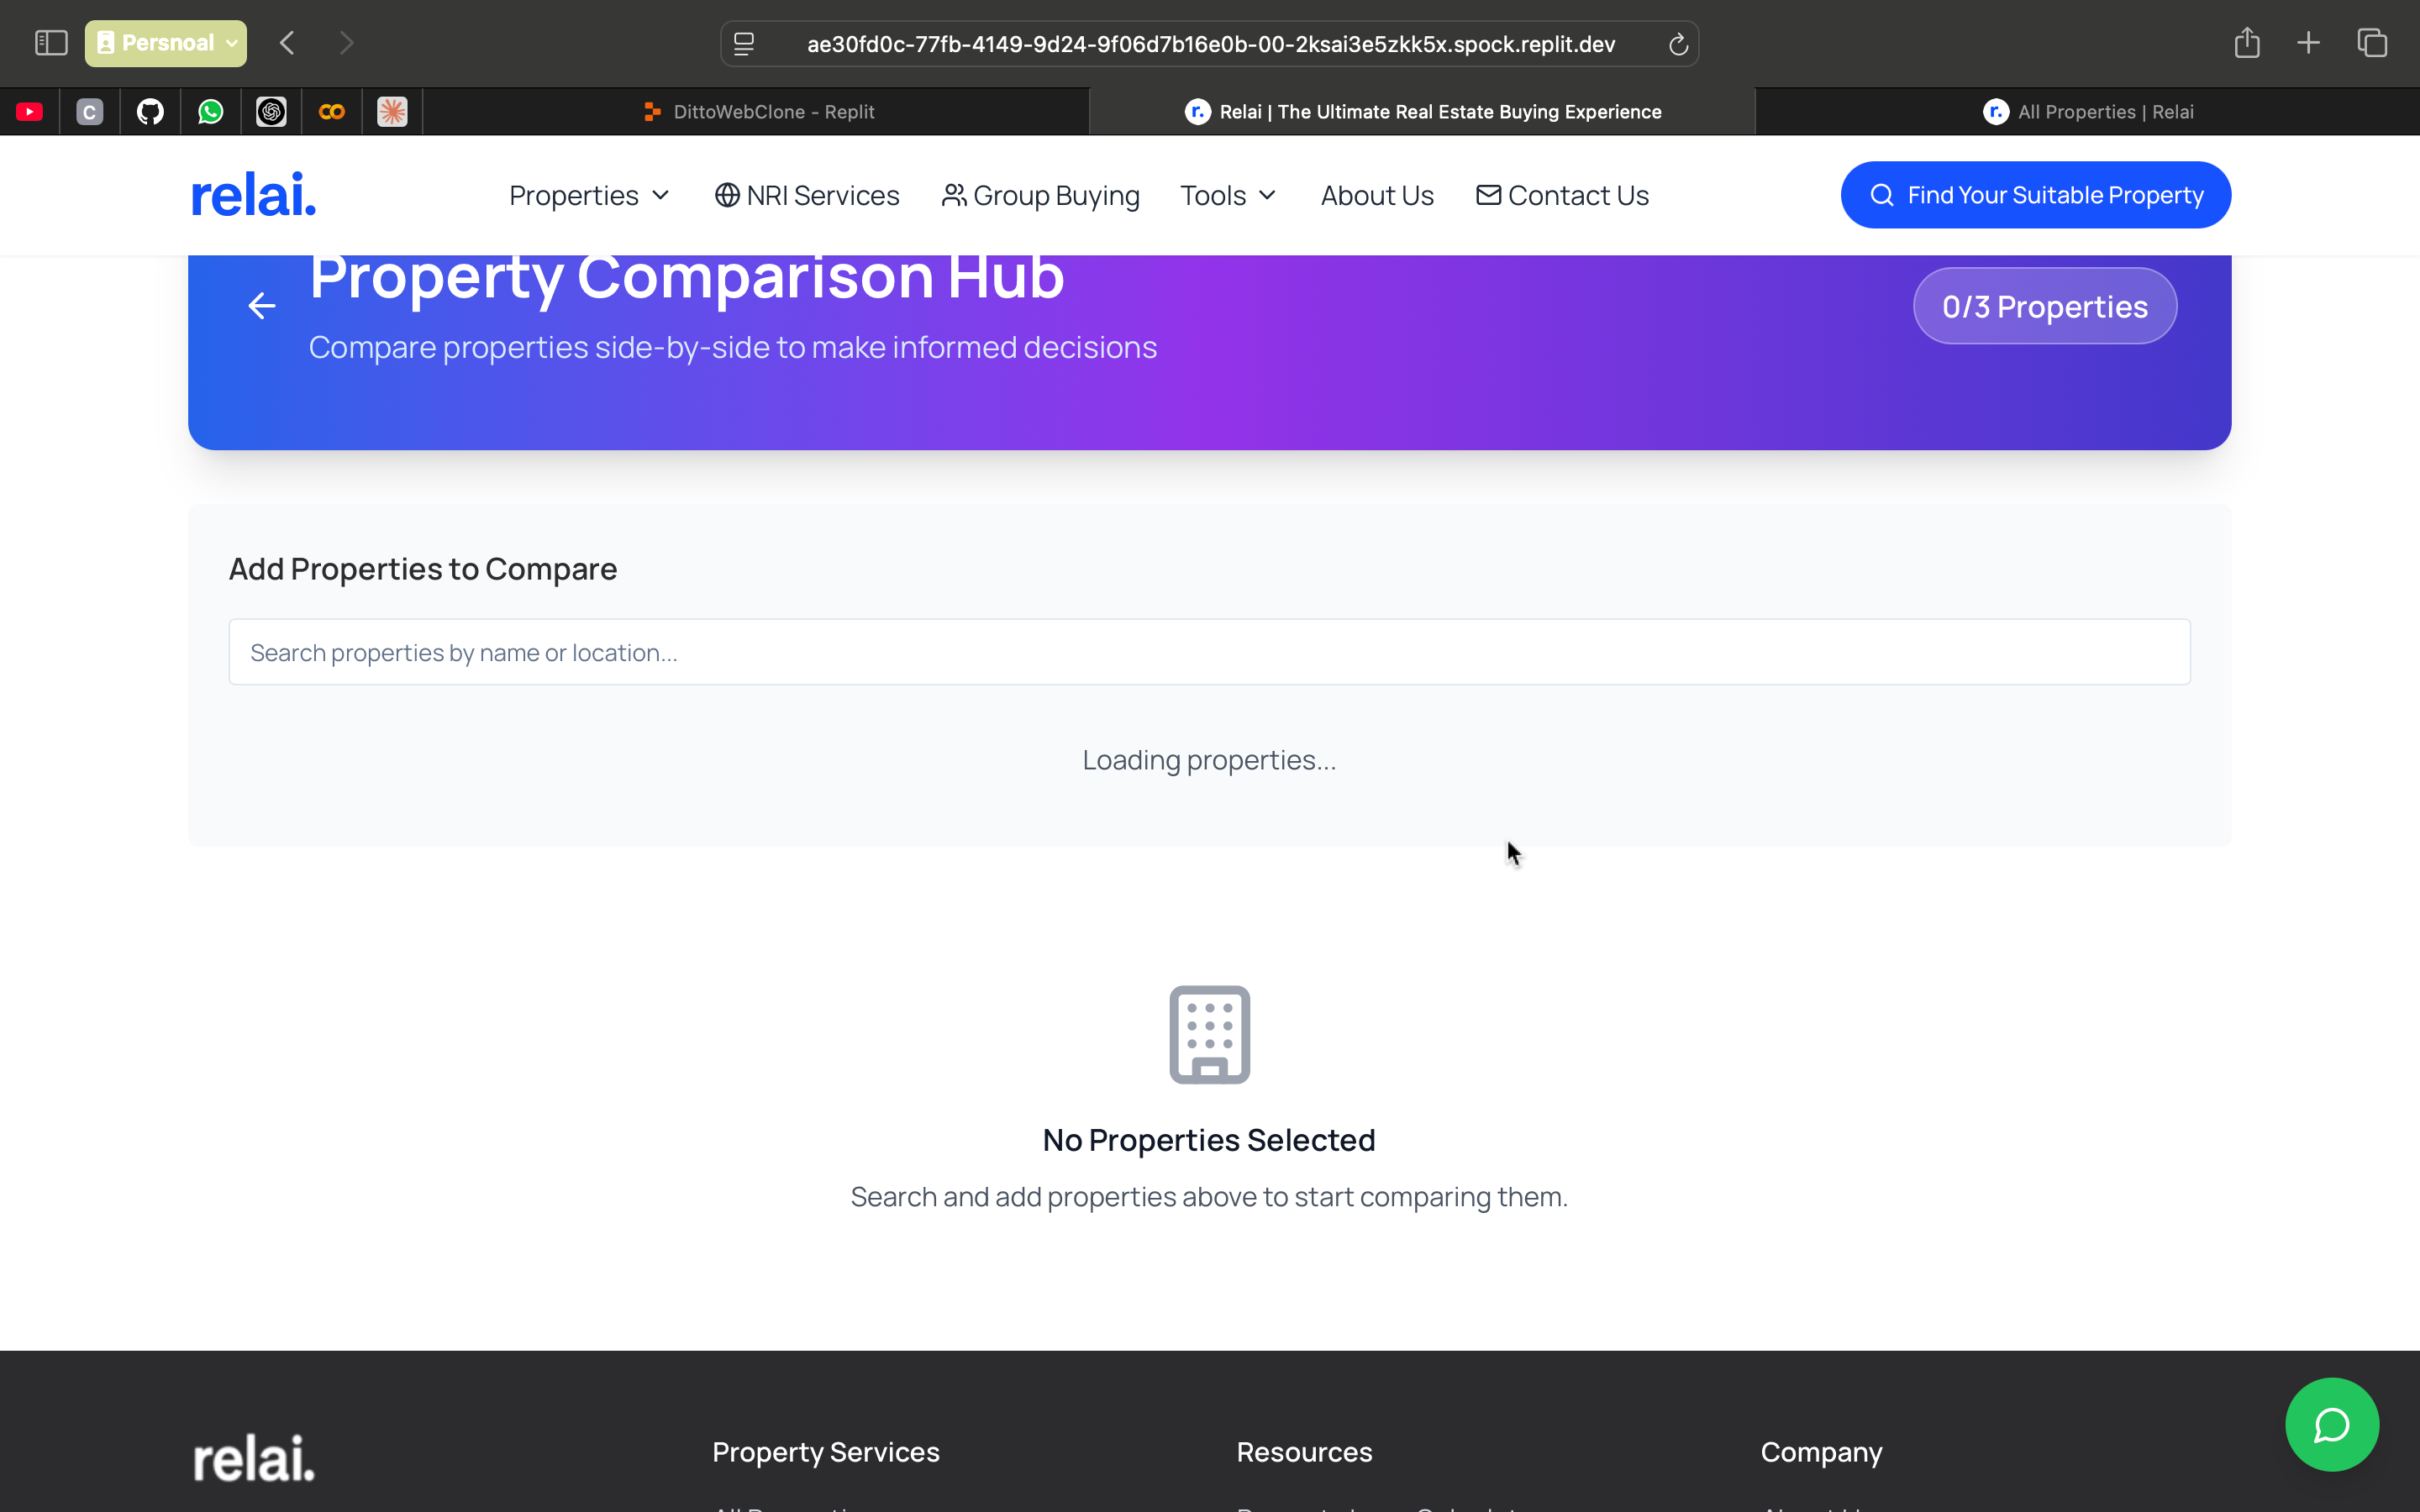 Persnoal
ae30fd0c-77fb-4149-9d24-9f06d7b16e0b-00-2ksai3e5zkk5x.spock.replit.dev
C
DittoWebClone - Replit
r.
Relai | The Ultimate Real Estate Buying Experience
r.
All Properties | Relai
relai.
Properties
NRI Services
Group Buying
Tools
About Us
Contact Us
Find Your Suitable Property
Property Comparison Hub
Compare properties side-by-side to make informed decisions
0/3 Properties
Add Properties to Compare
Search properties by name or location...
Loading properties...
No Properties Selected
Search and add properties above to start comparing them.
relai.
Property Services
Resources
Company